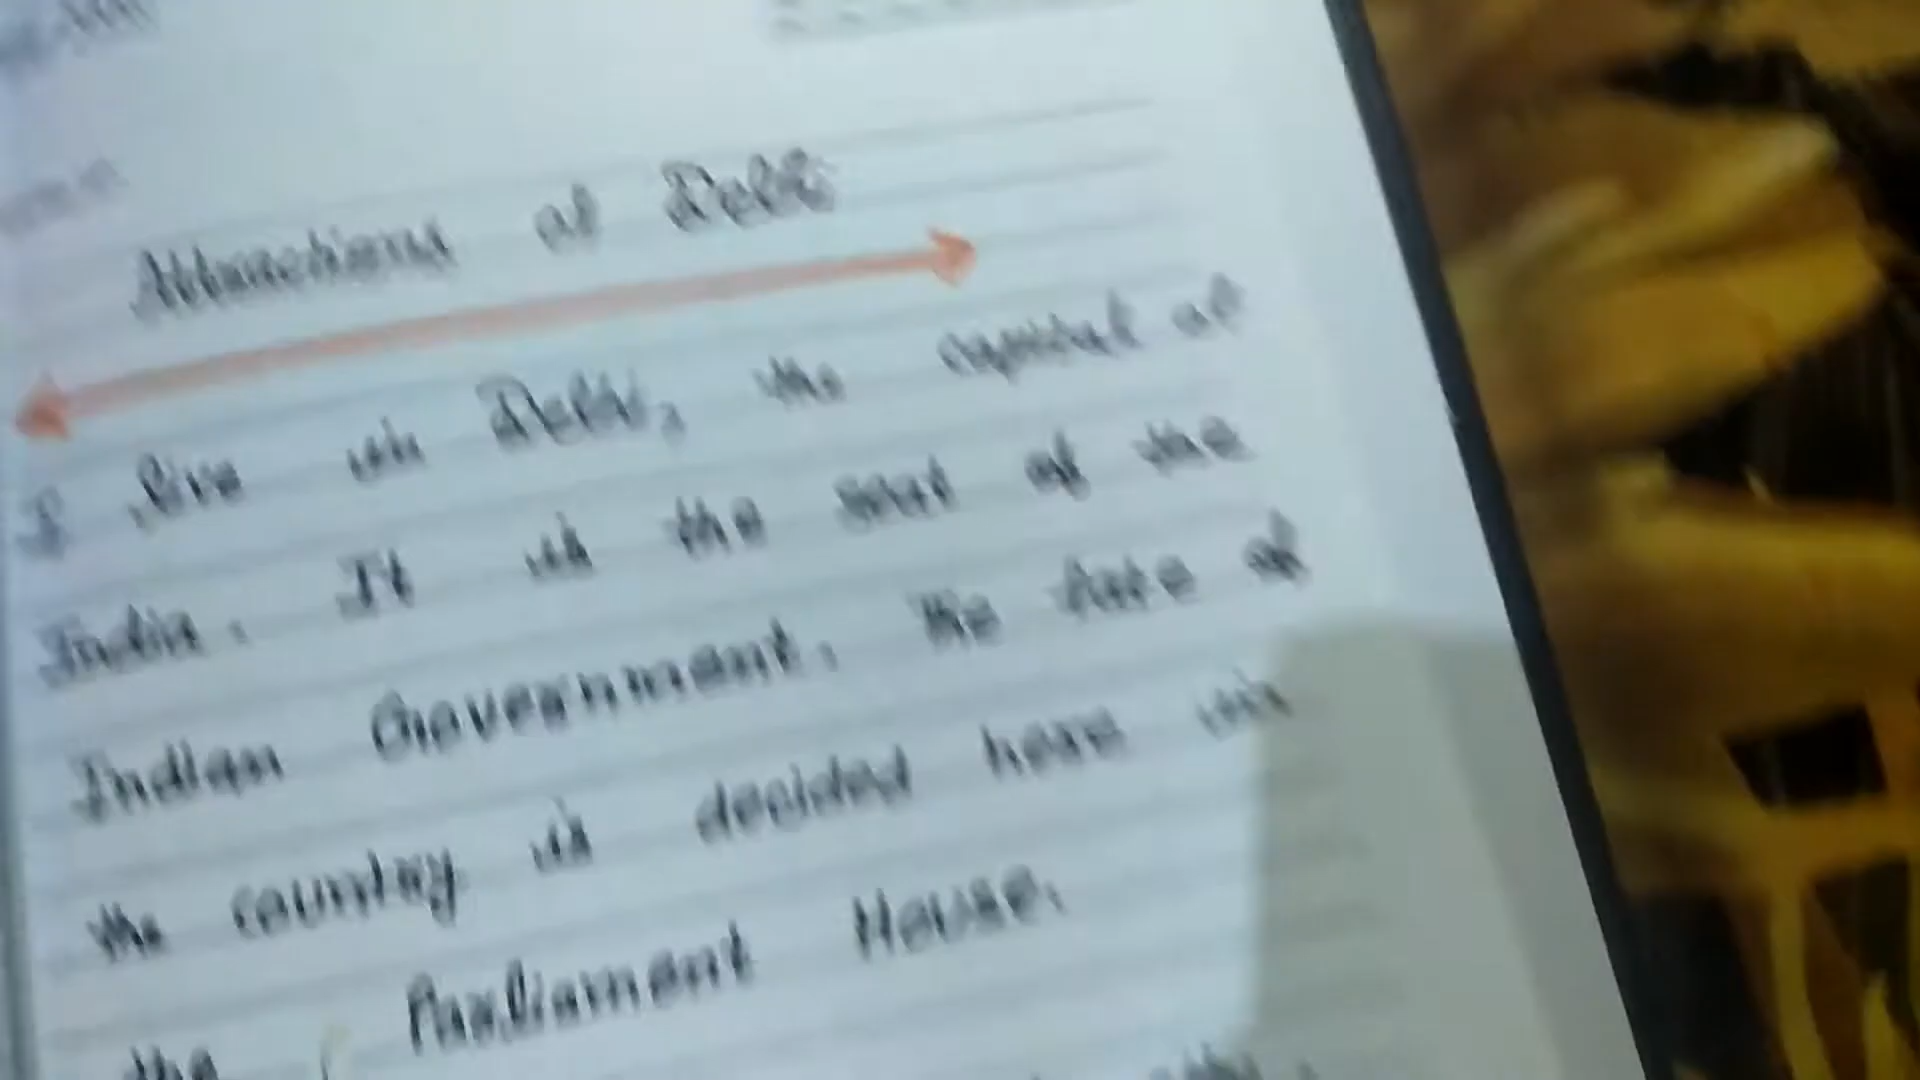 Attractions of Delhi
I live in Delhi, the capital of
India. It is the seat of the
Indian Government. The fate of
the country is decided here in
the Parliament House.